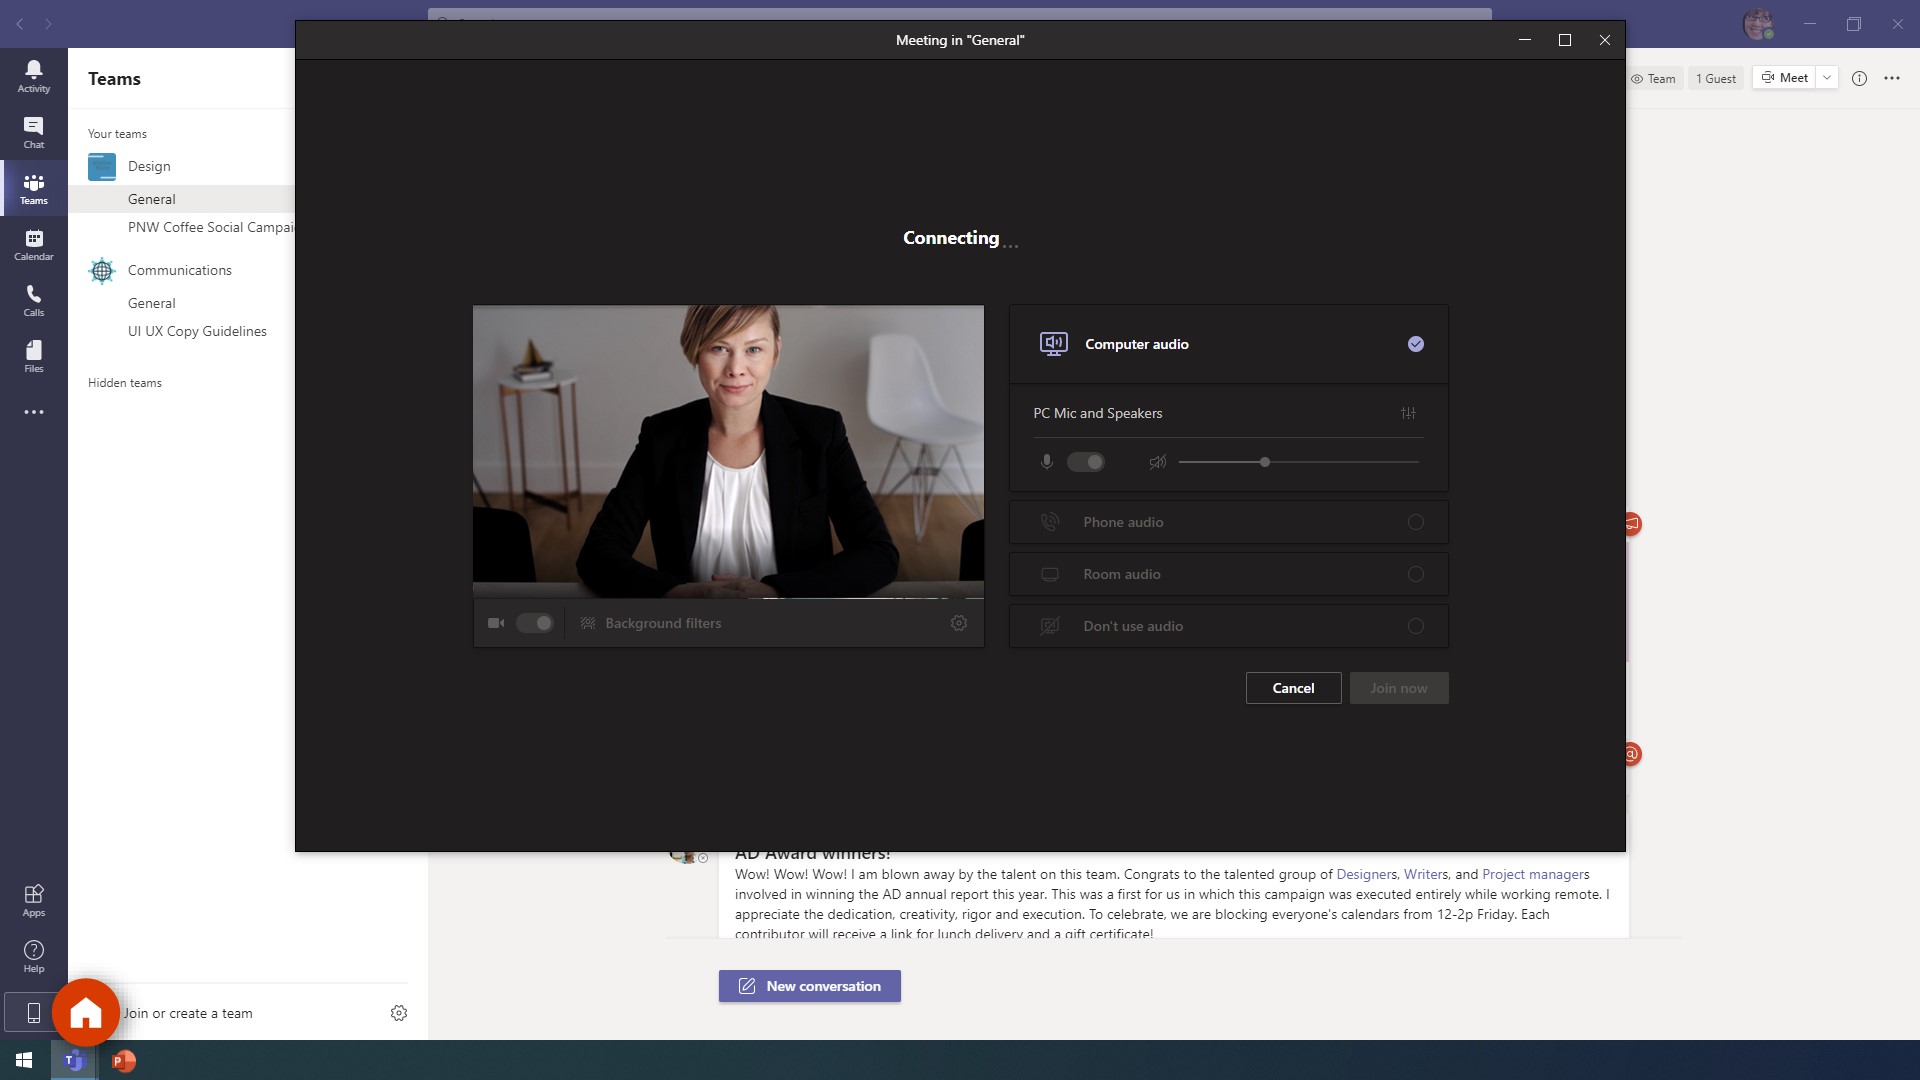 Meeting in "General"
Activity
Chat
Teams
Calendar
Calls
Files
Apps
Help
Teams
Your teams
Design
General
PNW Coffee Social Campai
Communications
General
UI UX Copy Guidelines
Hidden teams
Join or create a team
Team
1 Guest
Meet
Connecting...
Background filters
Computer audio
PC Mic and Speakers
Phone audio
Room audio
Don't use audio
Cancel
Join now
AD Award winners!
Wow! Wow! Wow! I am blown away by the talent on this team. Congrats to the talented group of Designers, Writers, and Project managers
involved in winning the AD annual report this year. This was a first for us in which this campaign was executed entirely while working remote. I
appreciate the dedication, creativity, rigor and execution. To celebrate, we are blocking everyone's calendars from 12-2p Friday. Each
contributor will receive a link for lunch delivery and a gift certificate!
New conversation